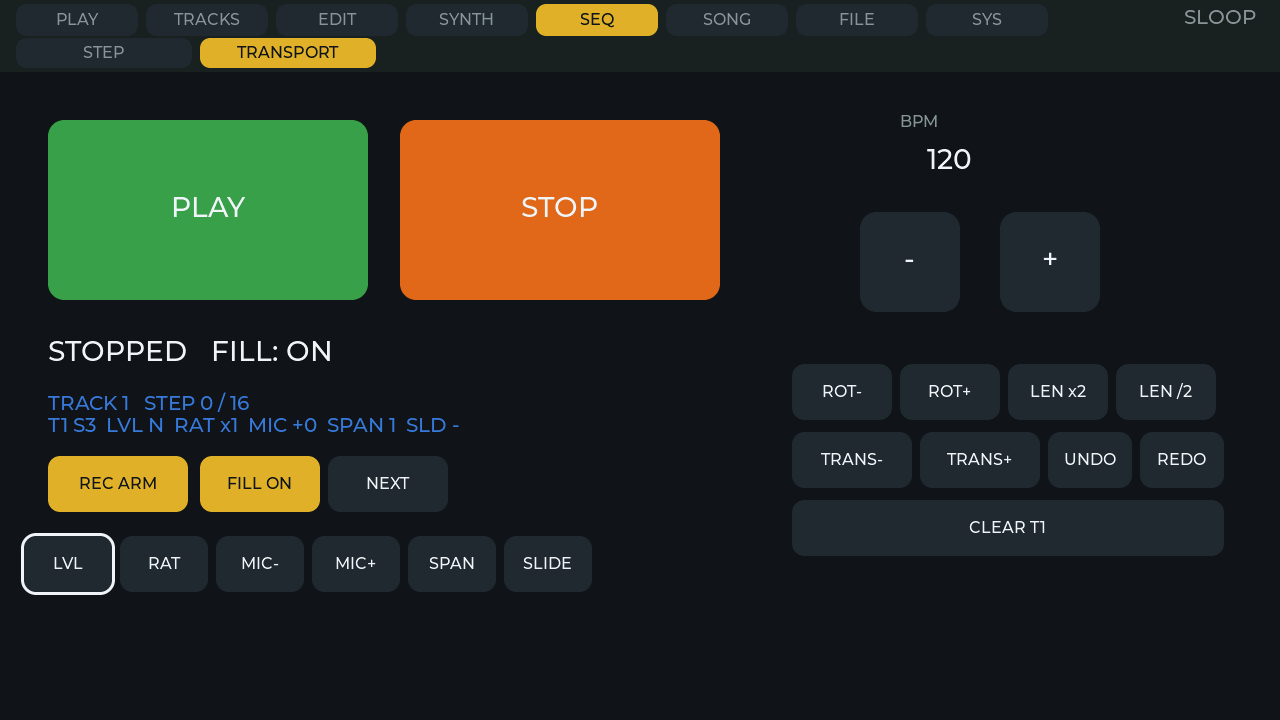 PLAY TRACKS EDIT SYNTH SEQ SONG FILE SYS SLOOP
STEP TRANSPORT
BPM
120
PLAY STOP
- +
STOPPED FILL: ON
TRACK 1 STEP 0 / 16
T1 S3 LVL N RAT x1 MIC +0 SPAN 1 SLD -
ROT- ROT+ LEN x2 LEN /2
TRANS- TRANS+ UNDO REDO
REC ARM FILL ON NEXT
CLEAR T1
LVL RAT MIC- MIC+ SPAN SLIDE